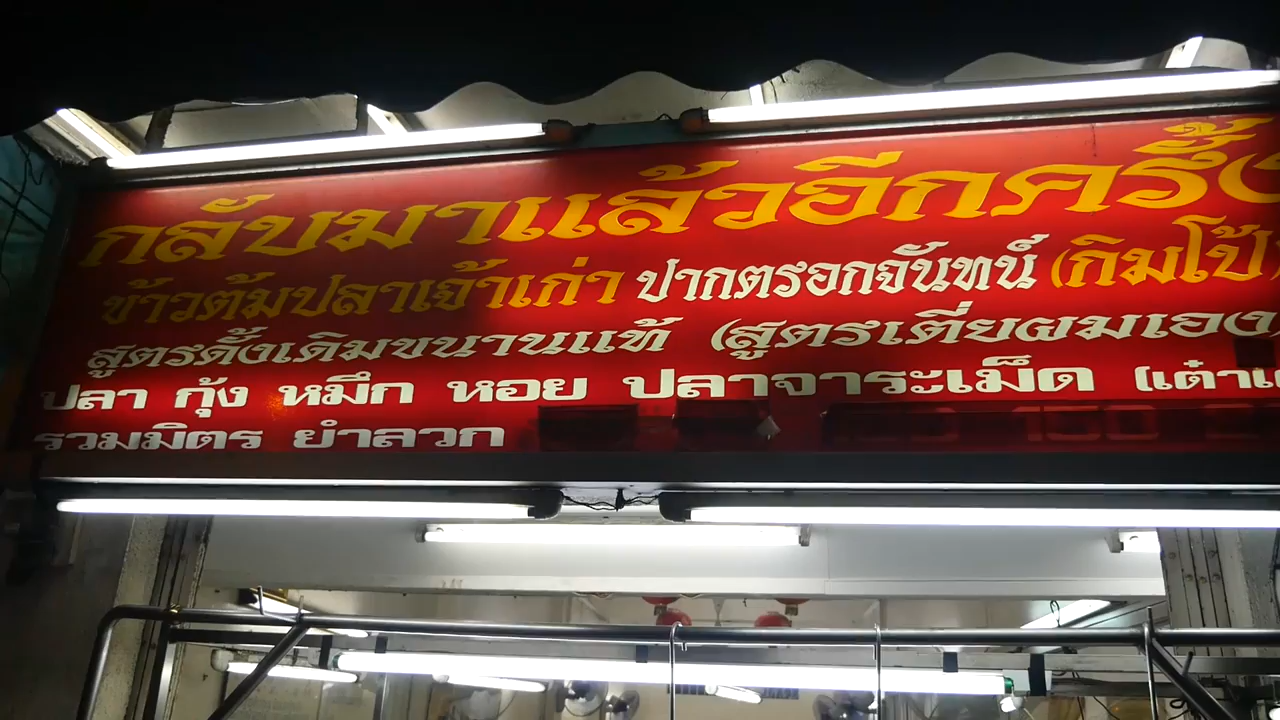 กลับมาแล้วอีกครั้ง
ข้าวต้มปลาเจ้าเก่า ปากตรอกจันทน์ (กิมโป้
สูตรดั้งเดิมขนานแท้ (สูตรเตี่ยผมเอง
ปลา กุ้ง หมึก หอย ปลาจาระเม็ด (เต๋าเ
รวมมิตร ยำลวก